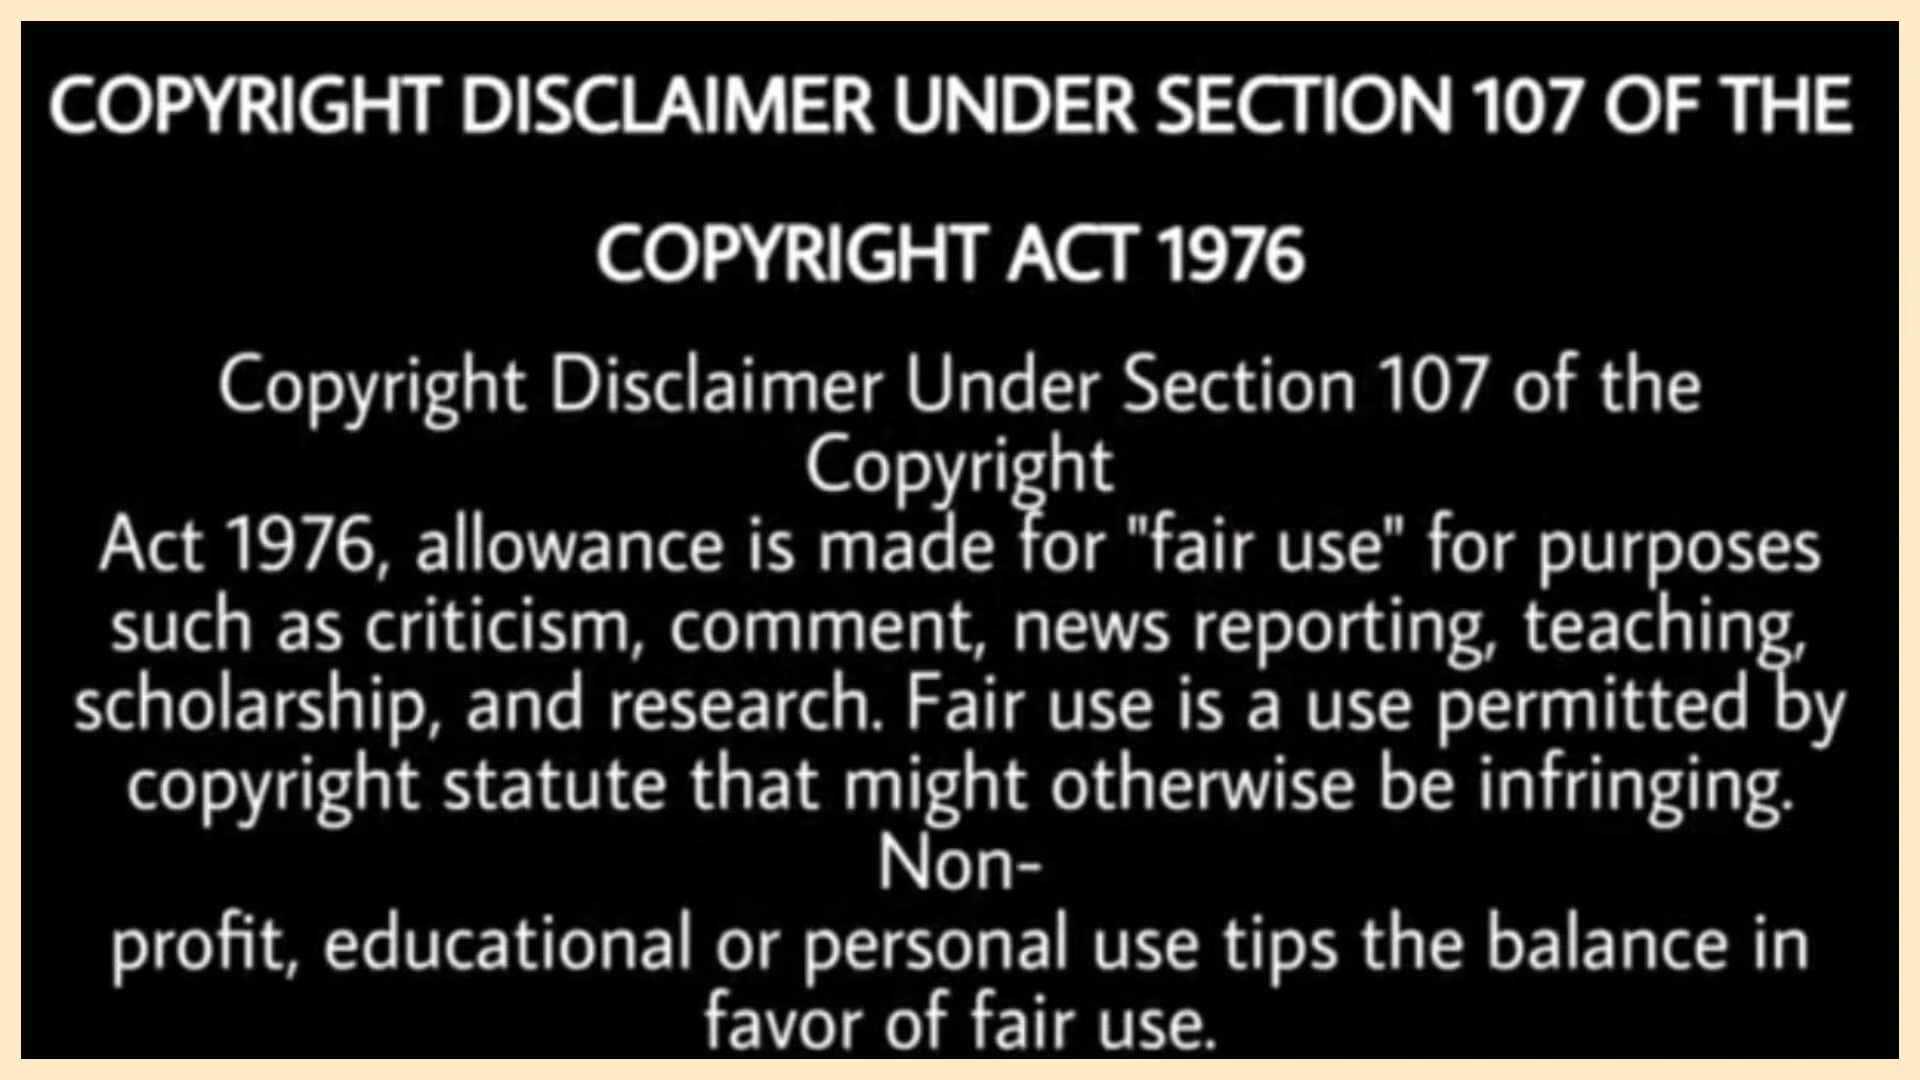 COPYRIGHT DISCLAIMER UNDER SECTION 107 OF THE
COPYRIGHT ACT 1976
Copyright Disclaimer Under Section 107 of the
Copyright
Act 1976, allowance is made for "fair use" for purposes
such as criticism, comment, news reporting, teaching,
scholarship, and research. Fair use is a use permitted by
copyright statute that might otherwise be infringing.
Non-
profit, educational or personal use tips the balance in
favor of fair use.